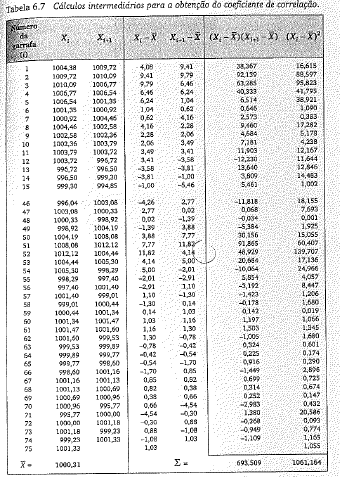 Tabela 6.7 Cálculos intermediários para a obtenção do coeficiente de correlação.
Número da garrafa (i) X_i X_{i+1} X_i − X̄ X_{i+1} − X̄ (X_i − X̄)(X_{i+1} − X̄) (X_i − X̄)²
1 1004,38 1009,72 4,08 9,41 38,367 16,615
2 1009,72 1010,09 9,41 9,79 92,139 88,597
3 1010,09 1006,77 9,79 6,46 63,285 95,823
4 1006,77 1006,54 6,46 6,24 40,333 41,795
5 1006,54 1001,35 6,24 1,04 6,514 38,921
6 1001,35 1000,92 1,04 0,62 0,646 1,090
7 1000,92 1004,46 0,62 4,16 2,573 0,383
8 1004,46 1002,58 4,16 2,28 9,460 17,282
9 1002,58 1002,36 2,28 2,06 4,684 5,178
10 1002,36 1003,79 2,06 3,49 7,181 4,238
11 1003,79 1003,72 3,49 3,41 11,903 12,167
12 1003,72 996,72 3,41 −3,58 −12,230 11,644
13 996,72 996,50 −3,58 −3,81 13,640 12,846
14 996,50 999,30 −3,81 −1,00 3,809 14,483
15 999,30 994,85 −1,00 −5,46 5,461 1,002
46 996,04 1003,08 −4,26 2,77 −11,818 18,155
47 1003,08 1000,33 2,77 0,02 0,068 7,693
48 1000,33 998,92 0,02 −1,39 −0,034 0,001
49 998,92 1004,19 −1,39 3,88 −5,384 1,925
50 1004,19 1008,08 3,88 7,77 30,156 15,055
51 1008,08 1012,12 7,77 11,82 91,865 60,407
52 1012,12 1004,44 11,82 4,14 48,929 139,707
53 1004,44 1005,30 4,14 5,00 20,684 17,136
54 1005,30 998,29 5,00 −2,01 −10,064 24,966
55 998,29 997,40 −2,01 −2,91 5,854 4,057
56 997,40 1001,40 −2,91 1,10 −3,192 8,447
57 1001,40 999,01 1,10 −1,30 −1,423 1,206
58 999,01 1000,44 −1,30 0,14 −0,178 1,680
59 1000,44 1001,34 0,14 1,03 0,142 0,019
60 1001,34 1001,47 1,03 1,16 1,197 1,066
61 1001,47 1001,60 1,16 1,30 1,503 1,345
62 1001,60 999,53 1,30 −0,78 −1,005 1,680
63 999,53 999,89 −0,78 −0,42 0,324 0,601
64 999,89 999,77 −0,42 −0,54 0,225 0,174
65 999,77 998,60 −0,54 −1,70 0,916 0,290
66 998,60 1001,16 −1,70 0,85 −1,449 2,896
67 1001,16 1001,13 0,85 0,82 0,699 0,725
68 1001,13 1000,69 0,82 0,38 0,314 0,674
69 1000,69 1000,96 0,38 0,66 0,252 0,147
70 1000,96 995,77 0,66 −4,54 −2,983 0,432
71 995,77 1000,00 −4,54 −0,30 1,380 20,586
72 1000,00 1001,18 −0,30 0,88 −0,268 0,093
73 1001,18 999,23 0,88 −1,08 −0,949 0,774
74 999,23 1001,33 −1,08 1,03 −1,109 1,165
75 1001,33 1,03 1,055
X̄ = 1000,31 Σ = 693,509 1061,164